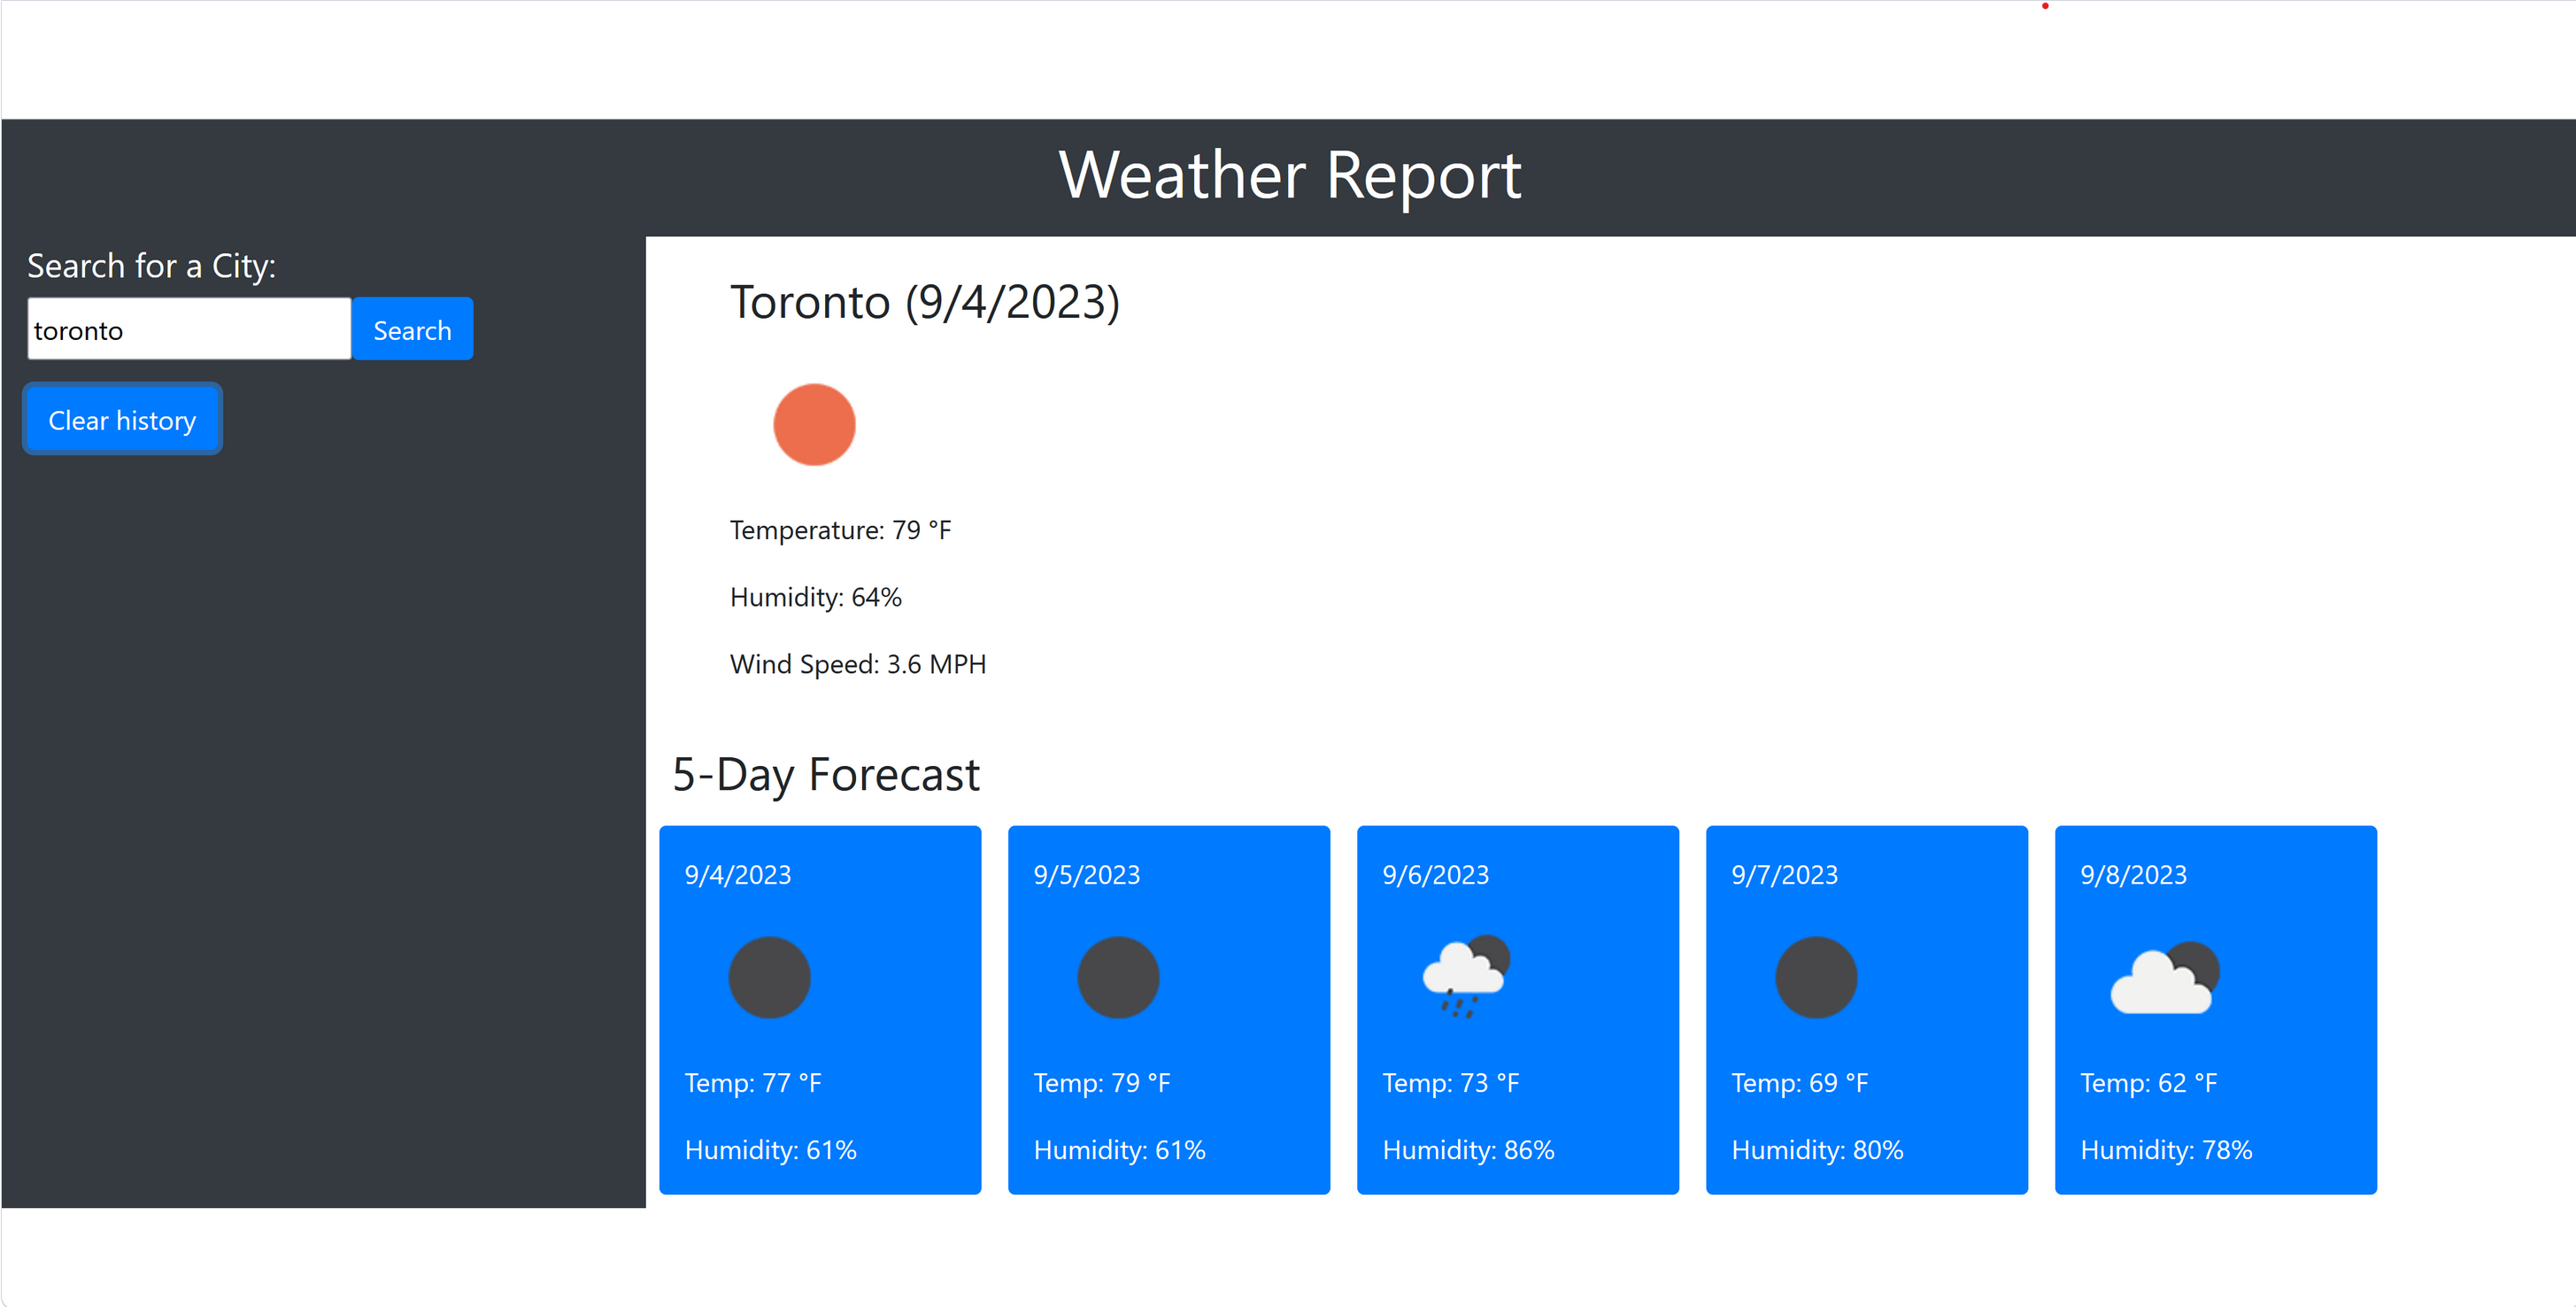 Weather Report
Search for a City:
toronto
Search
Clear history
Toronto (9/4/2023)
Temperature: 79 °F
Humidity: 64%
Wind Speed: 3.6 MPH
5-Day Forecast
9/4/2023
Temp: 77 °F
Humidity: 61%
9/5/2023
Temp: 79 °F
Humidity: 61%
9/6/2023
Temp: 73 °F
Humidity: 86%
9/7/2023
Temp: 69 °F
Humidity: 80%
9/8/2023
Temp: 62 °F
Humidity: 78%